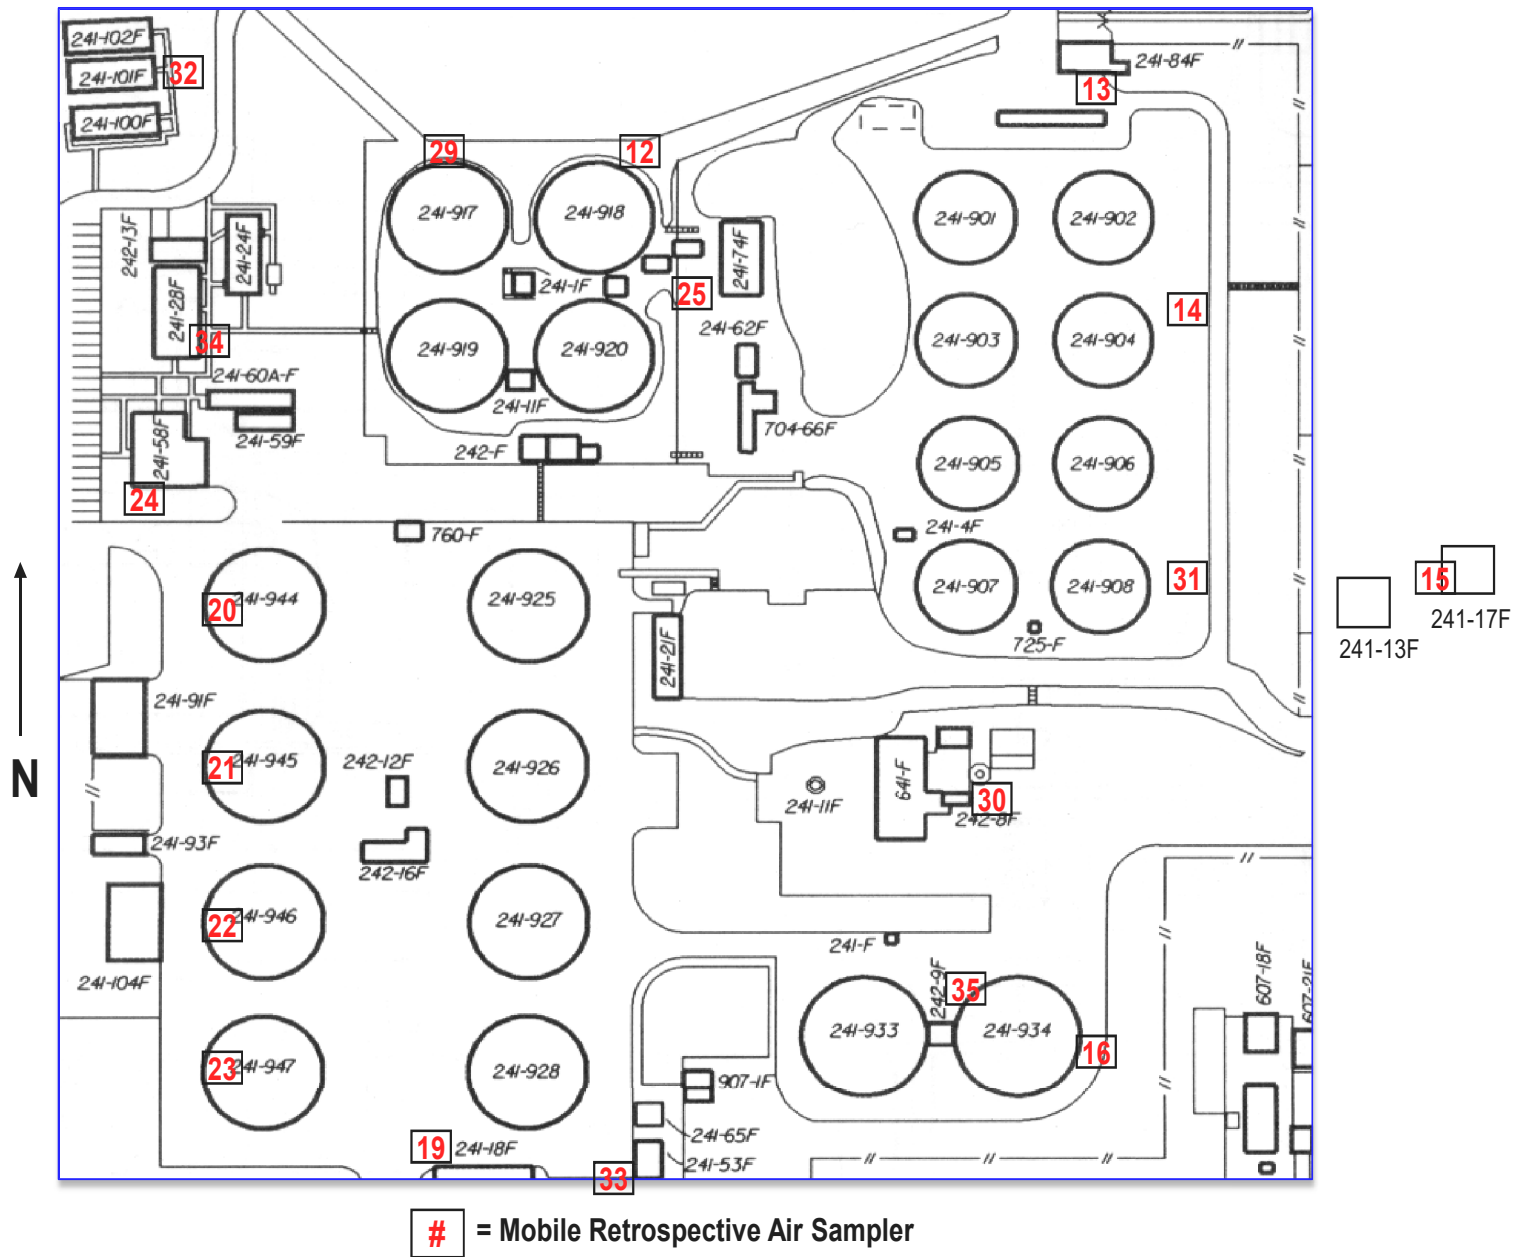 241-102F
241-101F
32
241-100F
241-84F
13
29
12
241-917
241-918
241-901
241-902
242-13F
241-24F
241-28F
241-74F
241-1F
25
14
34
241-62F
241-919
241-920
241-903
241-904
241-60A-F
241-11F
241-59F
241-58F
242-F
704-66F
241-905
241-906
24
760-F
241-4F
20
241-944
241-925
241-907
241-908
31
15
241-17F
241-13F
725-F
241-21F
241-91F
21
241-945
242-12F
241-926
241-11F
641-F
30
242-8F
N
241-93F
242-16F
22
241-946
241-927
241-F
241-104F
242-9F
35
607-18F
607-21F
241-933
241-934
16
23
241-947
241-928
907-1F
241-65F
19
241-18F
241-53F
33
# = Mobile Retrospective Air Sampler